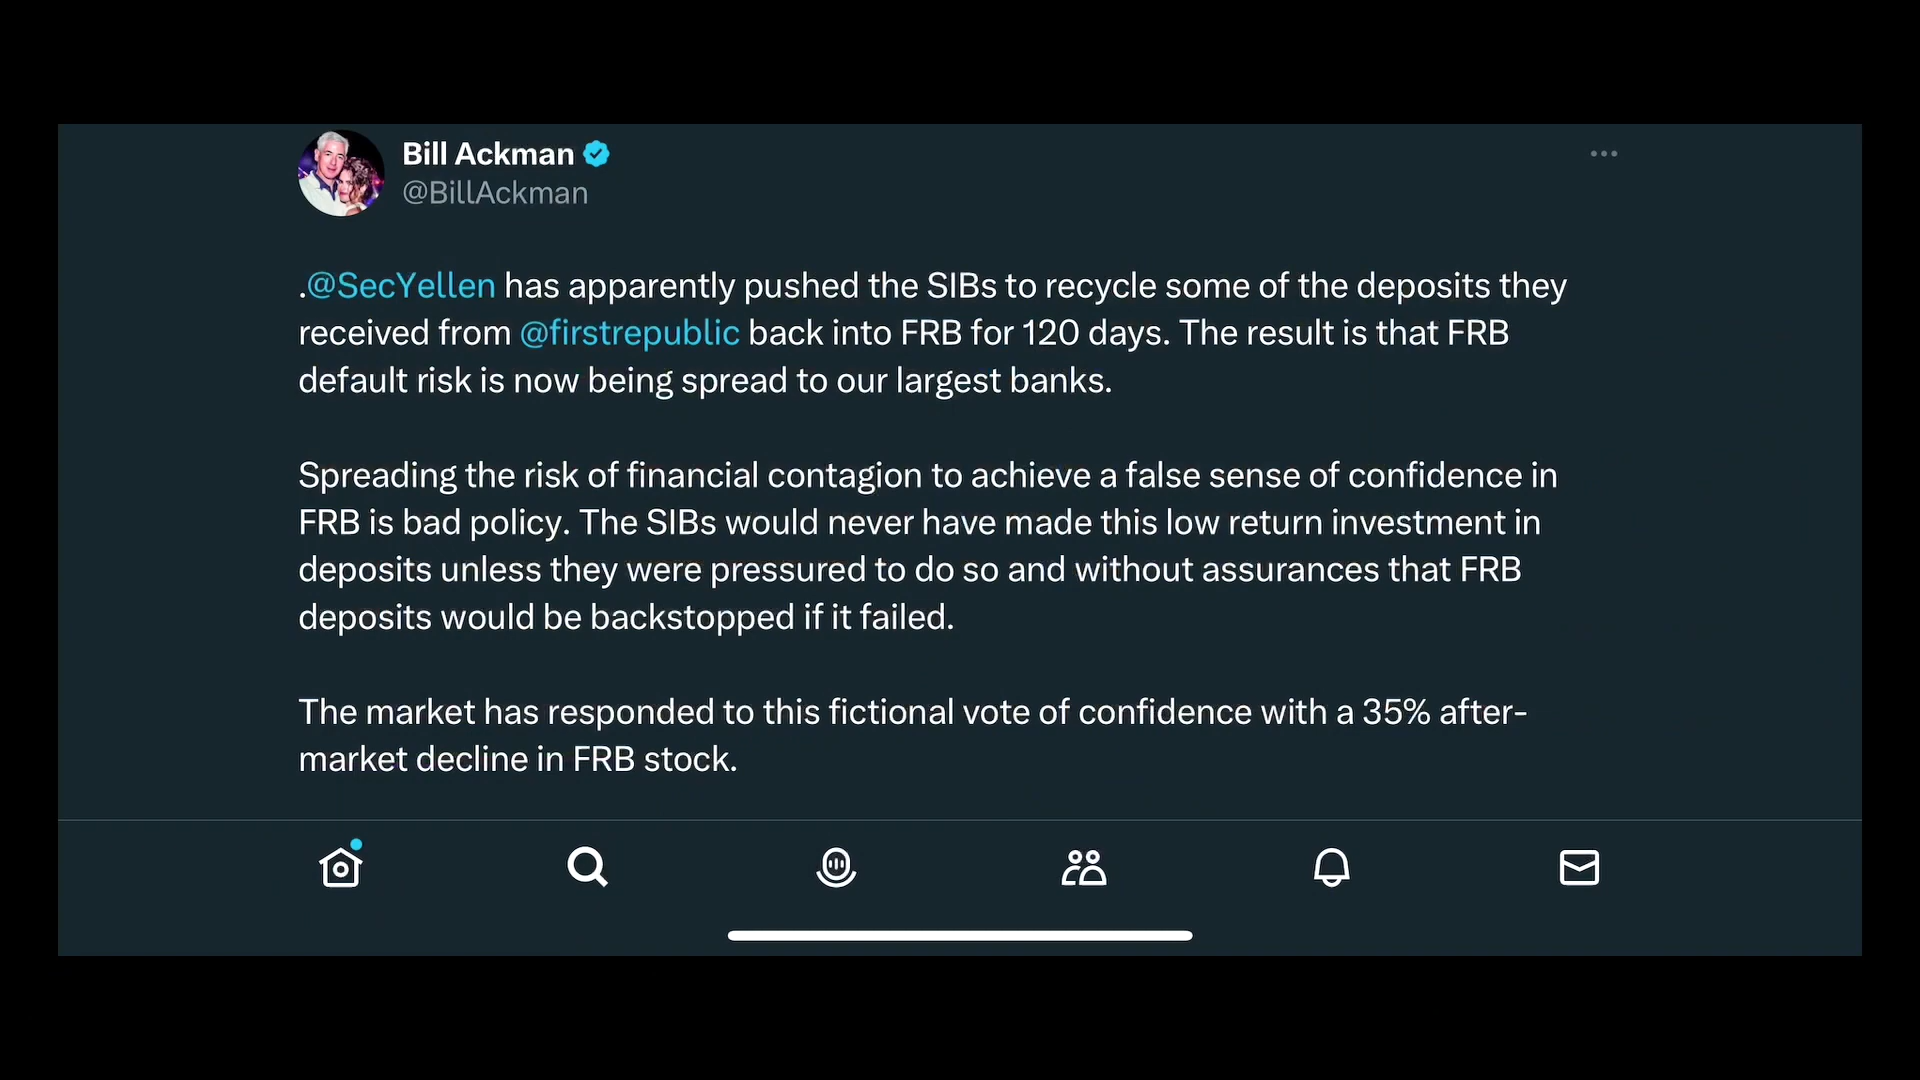 Bill Ackman
@BillAckman
.@SecYellen has apparently pushed the SIBs to recycle some of the deposits they
received from @firstrepublic back into FRB for 120 days. The result is that FRB
default risk is now being spread to our largest banks.
Spreading the risk of financial contagion to achieve a false sense of confidence in
FRB is bad policy. The SIBs would never have made this low return investment in
deposits unless they were pressured to do so and without assurances that FRB
deposits would be backstopped if it failed.
The market has responded to this fictional vote of confidence with a 35% after-
market decline in FRB stock.